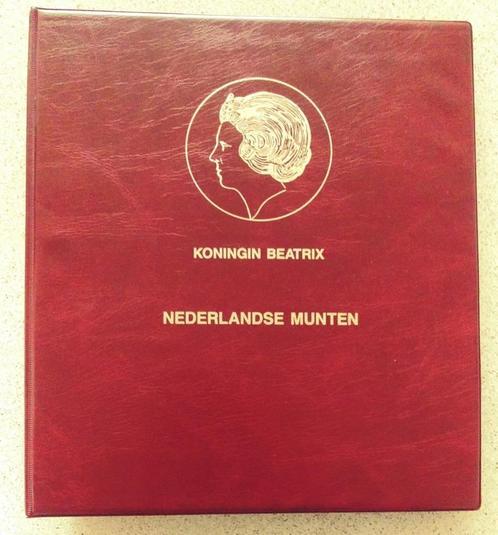 KONINGIN BEATRIX
NEDERLANDSE MUNTEN